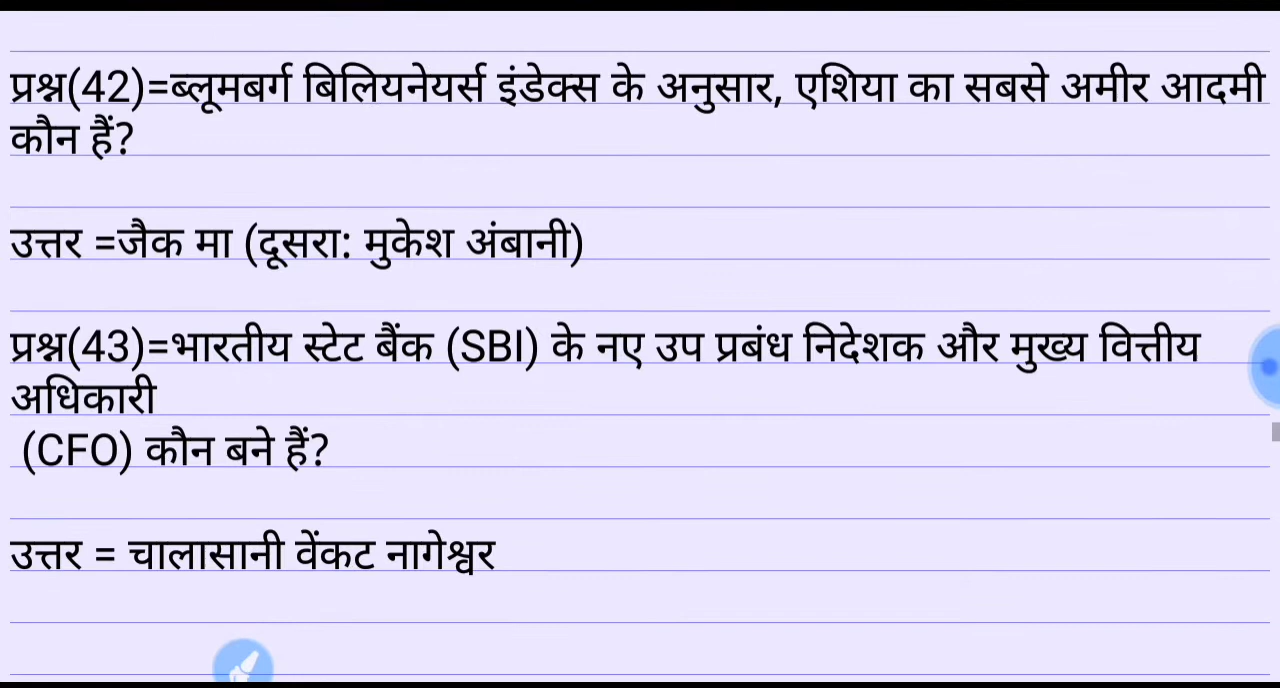 प्रश्न(42)=ब्लूमबर्ग बिलियनेयर्स इंडेक्स के अनुसार, एशिया का सबसे अमीर आदमी
कौन हैं?
उत्तर =जैक मा (दूसरा: मुकेश अंबानी)
प्रश्न(43)=भारतीय स्टेट बैंक (SBI) के नए उप प्रबंध निदेशक और मुख्य वित्तीय
अधिकारी
(CFO) कौन बने हैं?
उत्तर = चालासानी वेंकट नागेश्वर